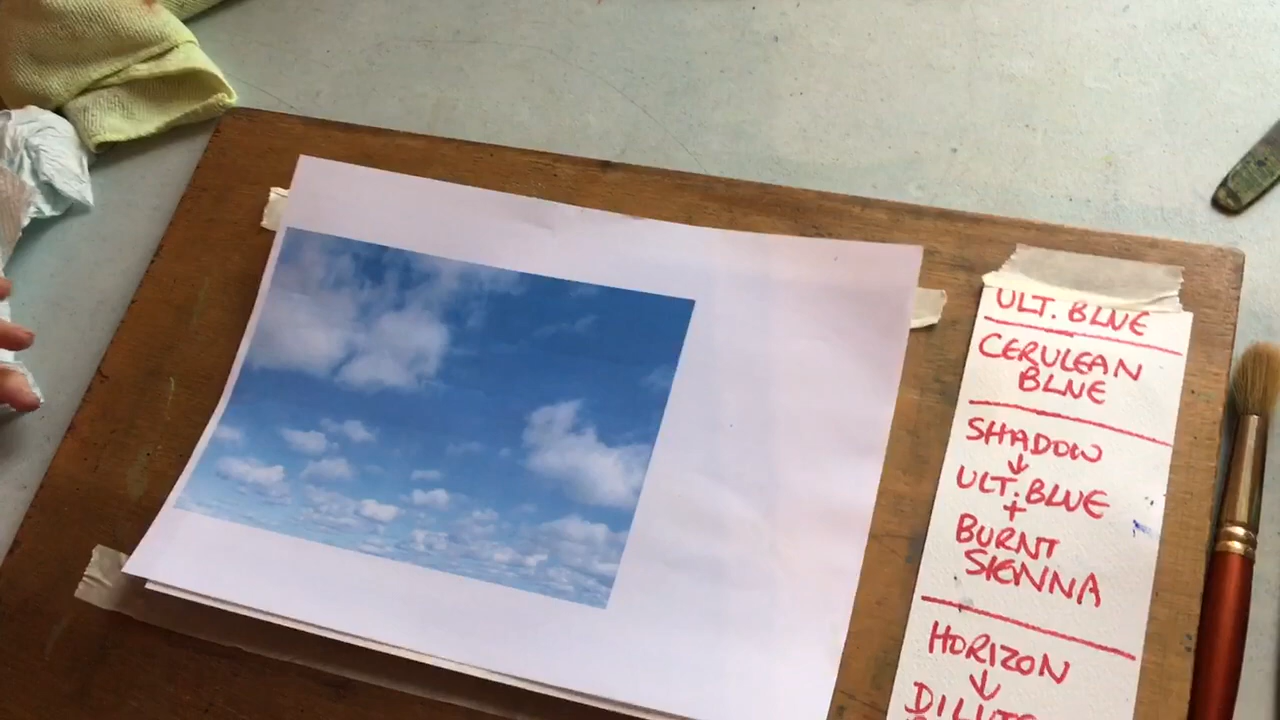 ULT. BLUE
CERULEAN
BLUE
SHADOW
↓
ULT. BLUE
+
BURNT
SIENNA
HORIZON
↓